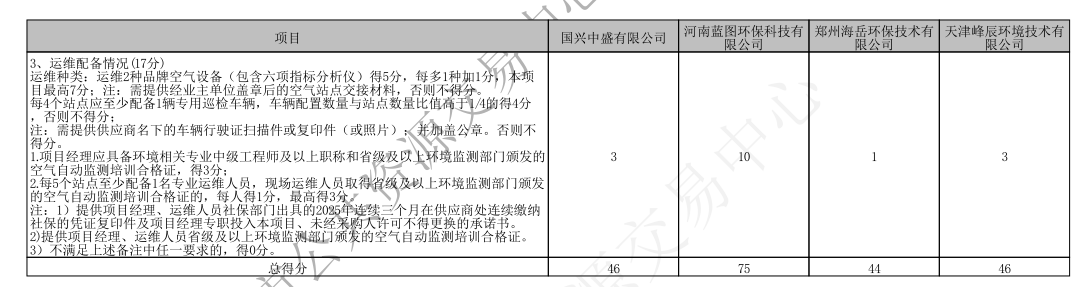 项目 国兴中盛有限公司 河南蓝图环保科技有限公司 郑州海岳环保技术有限公司 天津峰辰环境技术有限公司
3、运维配备情况(17分)
运维种类：运维2种品牌空气设备（包含六项指标分析仪）得5分，每多1种加1分，本项
目最高7分；注：需提供经业主单位盖章后的空气站点交接材料，否则不得分。
每4个站点应至少配备1辆专用巡检车辆，车辆配置数量与站点数量比值高于1/4的得4分
，否则不得分；
注：需提供供应商名下的车辆行驶证扫描件或复印件（或照片）；并加盖公章。否则不
得分。
1.项目经理应具备环境相关专业中级工程师及以上职称和省级及以上环境监测部门颁发的
空气自动监测培训合格证，得3分；
2.每5个站点至少配备1名专业运维人员，现场运维人员取得省级及以上环境监测部门颁发
的空气自动监测培训合格证的，每人得1分，最高得3分。
注：1）提供项目经理、运维人员社保部门出具的2025年连续三个月在供应商处连续缴纳
社保的凭证复印件及项目经理专职投入本项目、未经采购人许可不得更换的承诺书。
2)提供项目经理、运维人员省级及以上环境监测部门颁发的空气自动监测培训合格证。
3）不满足上述备注中任一要求的，得0分。
3 10 1 3
总得分 46 75 44 46
市公共资源交易中心
源交易中心